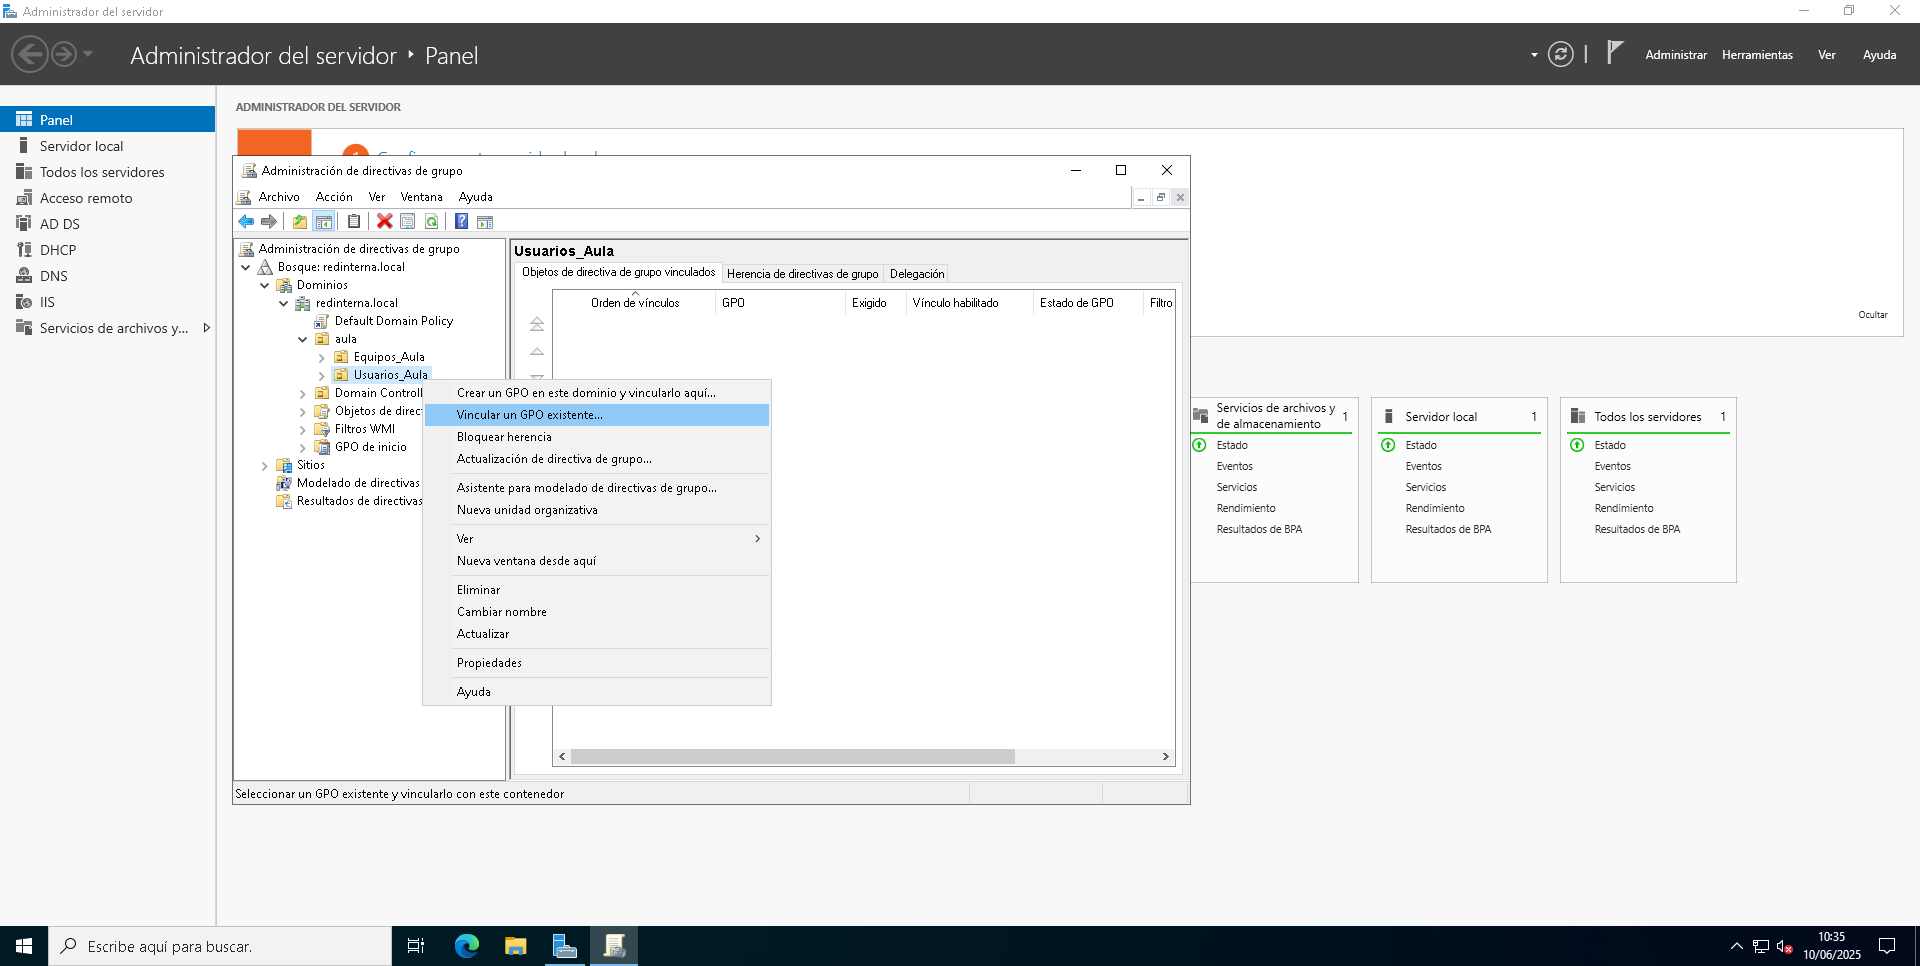 Administrador del servidor
Administrador del servidor ‣ Panel
Administrar Herramientas Ver Ayuda
Panel
Servidor local
Todos los servidores
Acceso remoto
AD DS
DHCP
DNS
IIS
Servicios de archivos y...
ADMINISTRADOR DEL SERVIDOR
Ocultar
Administración de directivas de grupo
Archivo Acción Ver Ventana Ayuda
Administración de directivas de grupo
Bosque: redinterna.local
Dominios
redinterna.local
Default Domain Policy
aula
Equipos_Aula
Usuarios_Aula
Domain Controll
Objetos de direc
Filtros WMI
GPO de inicio
Sitios
Modelado de directivas
Resultados de directivas
Usuarios_Aula
Objetos de directiva de grupo vinculados Herencia de directivas de grupo Delegación
Orden de vínculos GPO Exigido Vínculo habilitado Estado de GPO Filtro
Crear un GPO en este dominio y vincularlo aquí...
Vincular un GPO existente...
Bloquear herencia
Actualización de directiva de grupo...
Asistente para modelado de directivas de grupo...
Nueva unidad organizativa
Ver
Nueva ventana desde aquí
Eliminar
Cambiar nombre
Actualizar
Propiedades
Ayuda
Seleccionar un GPO existente y vincularlo con este contenedor
Servicios de archivos y
de almacenamiento 1
Estado
Eventos
Servicios
Rendimiento
Resultados de BPA
Servidor local 1
Estado
Eventos
Servicios
Rendimiento
Resultados de BPA
Todos los servidores 1
Estado
Eventos
Servicios
Rendimiento
Resultados de BPA
Escribe aquí para buscar.
10:35
10/06/2025